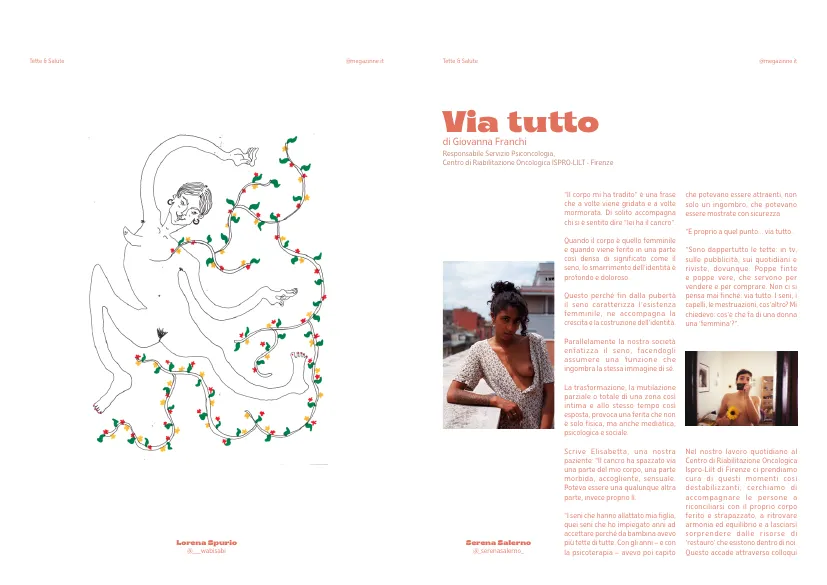 Tette & Salute
@megazinne.it
Lorena Spurio
@___wabisabi
Tette & Salute
@megazinne.it
Via tutto
di Giovanna Franchi
Responsabile Servizio Psiconcologia,
Centro di Riabilitazione Oncologica ISPRO-LILT - Firenze
Serena Salerno
@_serenasalerno_
"Il corpo mi ha tradito" è una frase
che a volte viene gridata e a volte
mormorata. Di solito accompagna
chi si è sentito dire "lei ha il cancro".
Quando il corpo è quello femminile
e quando viene ferito in una parte
così densa di significato come il
seno, lo smarrimento dell'identità è
profondo e doloroso.
Questo perché fin dalla pubertà
il seno caratterizza l'esistenza
femminile, ne accompagna la
crescita e la costruzione dell'identità.
Parallelamente la nostra società
enfatizza il seno, facendogli
assumere una funzione che
ingombra la stessa immagine di sé.
La trasformazione, la mutilazione
parziale o totale di una zona così
intima e allo stesso tempo così
esposta, provoca una ferita che non
è solo fisica, ma anche mediatica,
psicologica e sociale.
Scrive Elisabetta, una nostra
paziente: "Il cancro ha spazzato via
una parte del mio corpo, una parte
morbida, accogliente, sensuale.
Poteva essere una qualunque altra
parte, invece proprio lì.
"I seni che hanno allattato mia figlia,
quei seni che ho impiegato anni ad
accettare perché da bambina avevo
più tette di tutte. Con gli anni – e con
la psicoterapia – avevo poi capito
che potevano essere attraenti, non
solo un ingombro, che potevano
essere mostrate con sicurezza.
"E proprio a quel punto... via tutto.
"Sono dappertutto le tette: in tv,
sulle pubblicità, sui quotidiani e
riviste, dovunque. Poppe finte
e poppe vere, che servono per
vendere e per comprare. Non ci si
pensa mai finché: via tutto. I seni, i
capelli, le mestruazioni, cos'altro? Mi
chiedevo: cos'è che fa di una donna
una 'femmina'?".
Nel nostro lavoro quotidiano al
Centro di Riabilitazione Oncologica
Ispro-Lilt di Firenze ci prendiamo
cura di questi momenti così
destabilizzanti, cerchiamo di
accompagnare le persone a
riconciliarsi con il proprio corpo
ferito e strapazzato, a ritrovare
armonia ed equilibrio e a lasciarsi
sorprendere dalle risorse di
'restauro' che esistono dentro di noi.
Questo accade attraverso colloqui